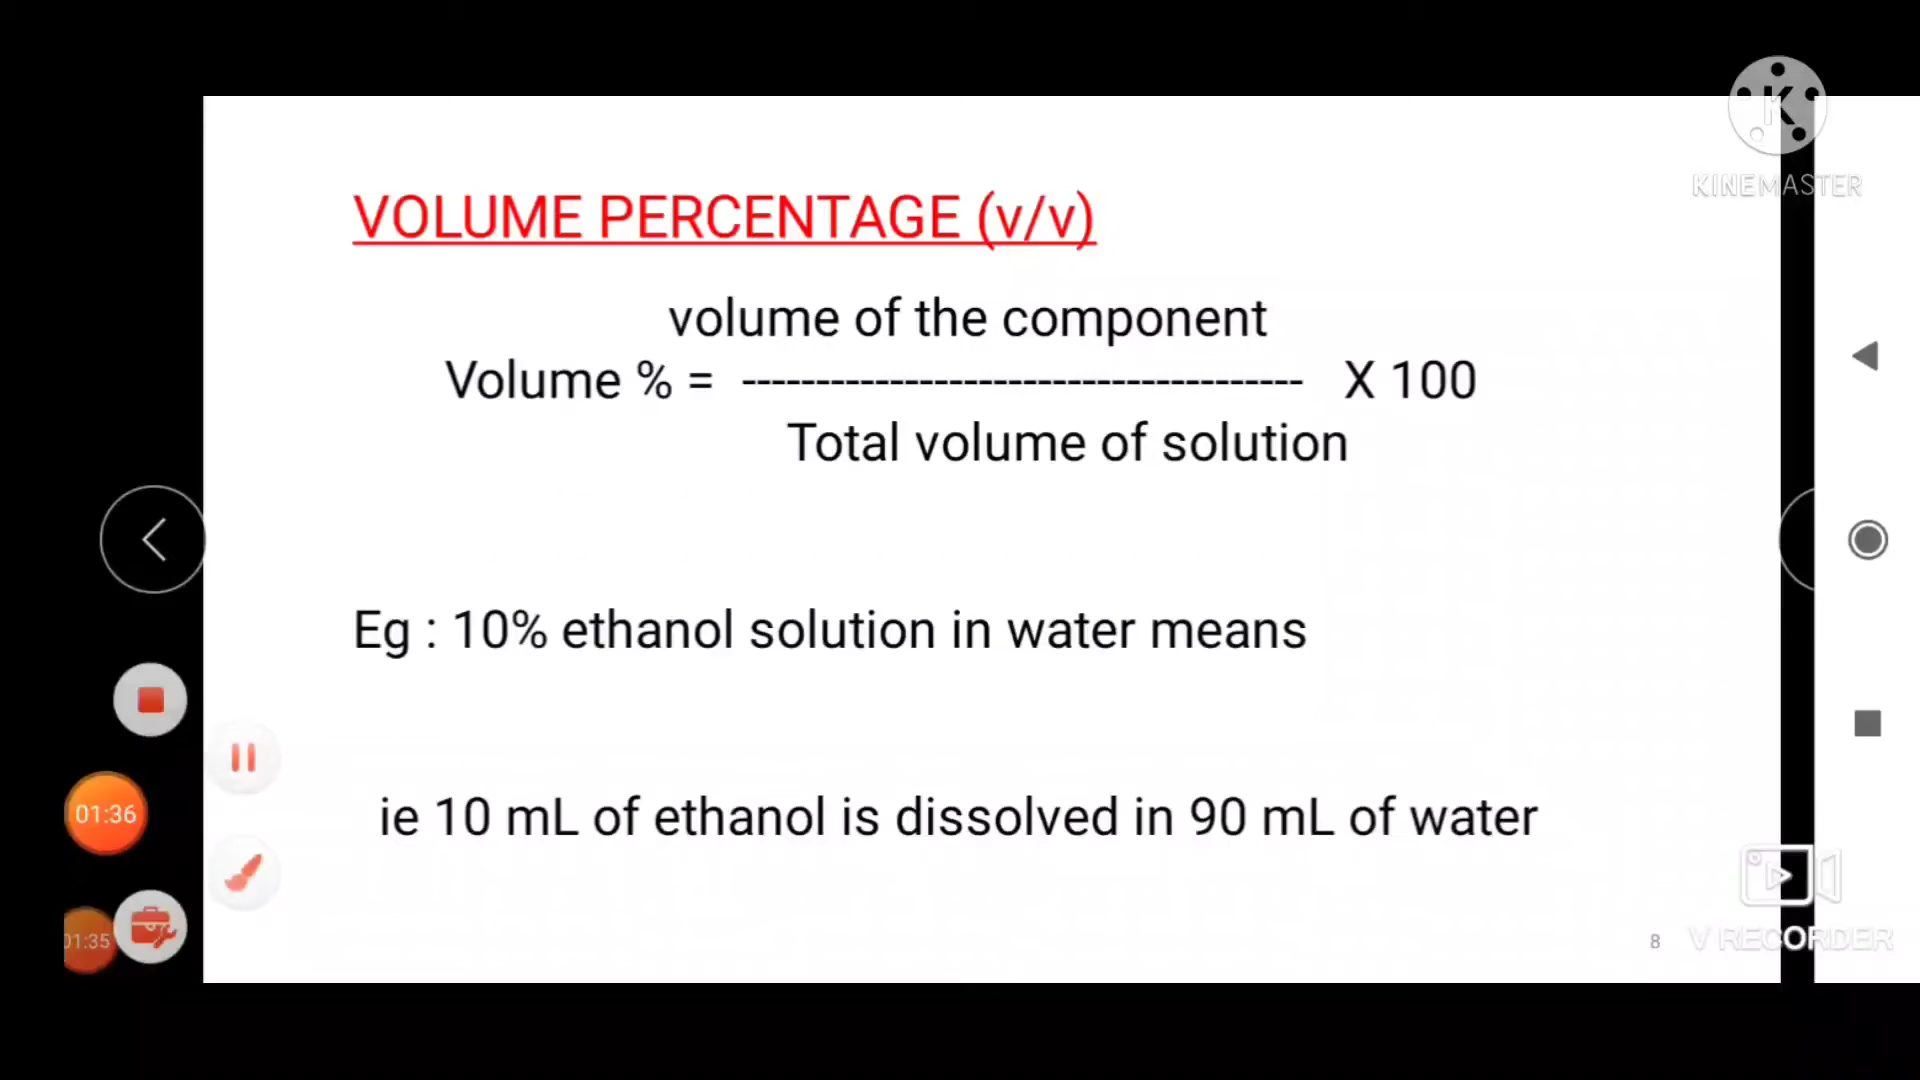 KINEMASTER
VOLUME PERCENTAGE (v/v)
volume of the component
Volume % = -------------------------------------- X 100
Total volume of solution
Eg : 10% ethanol solution in water means
ie 10 mL of ethanol is dissolved in 90 mL of water
01:36
01:35
8
V RECORDER